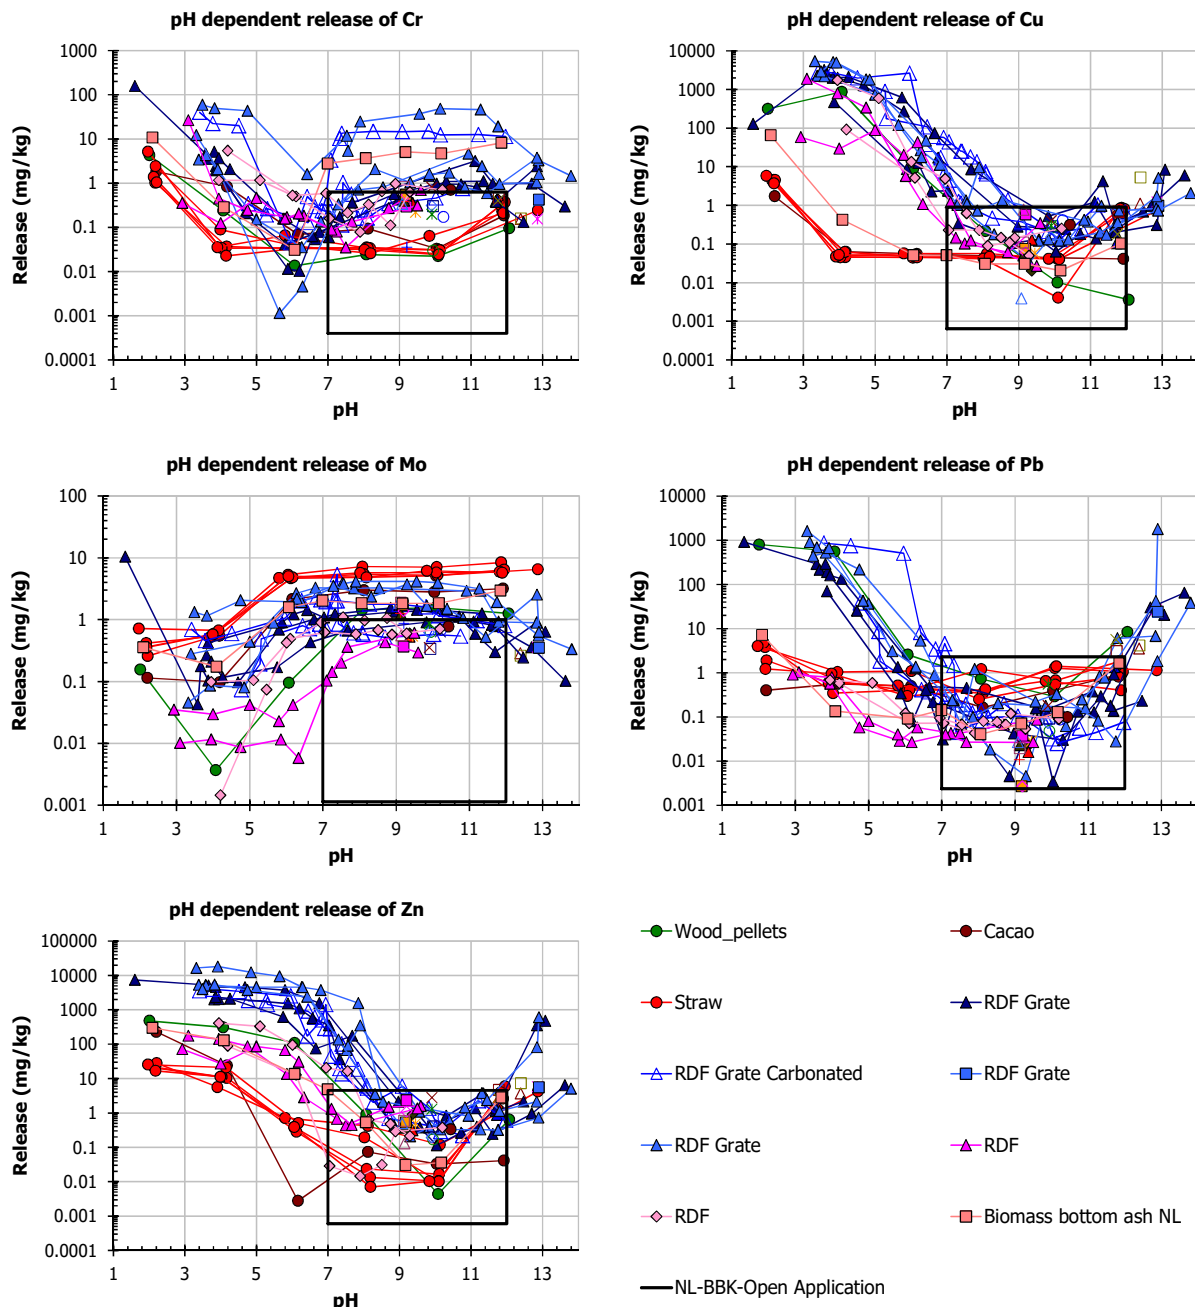 pH dependent release of Cr
Release (mg/kg)
1000
100
10
1
0.1
0.01
0.001
0.0001
1 3 5 7 9 11 13
pH
pH dependent release of Cu
Release (mg/kg)
10000
1000
100
10
1
0.1
0.01
0.001
0.0001
1 3 5 7 9 11 13
pH
pH dependent release of Mo
Release (mg/kg)
100
10
1
0.1
0.01
0.001
1 3 5 7 9 11 13
pH
pH dependent release of Pb
Release (mg/kg)
10000
1000
100
10
1
0.1
0.01
0.001
1 3 5 7 9 11 13
pH
pH dependent release of Zn
Release (mg/kg)
100000
10000
1000
100
10
1
0.1
0.01
0.001
0.0001
1 3 5 7 9 11 13
pH
Wood_pellets
Cacao
Straw
RDF Grate
RDF Grate Carbonated
RDF Grate
RDF Grate
RDF
RDF
Biomass bottom ash NL
NL-BBK-Open Application